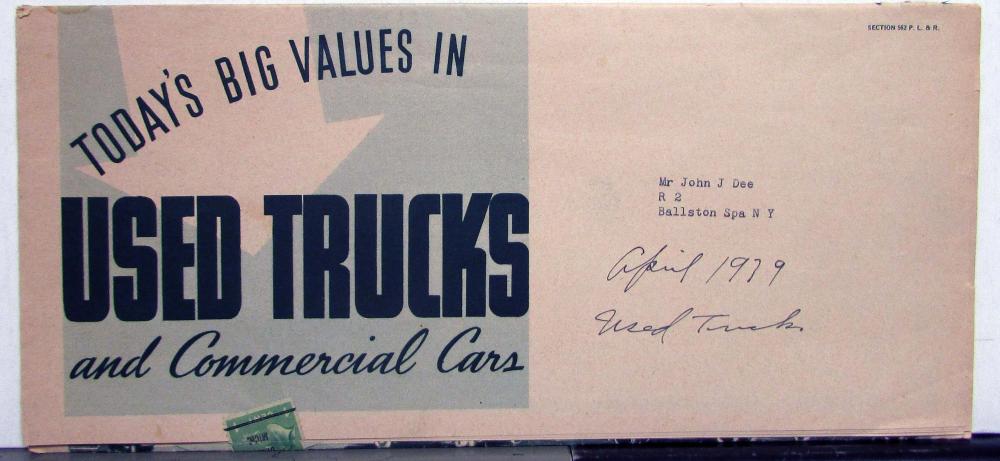 TODAY'S BIG VALUES IN
USED TRUCKS
and Commercial Cars
SECTION 562 P. L. & R.
Mr John J Dee
R 2
Ballston Spa N Y
April 1939
Used Trucks